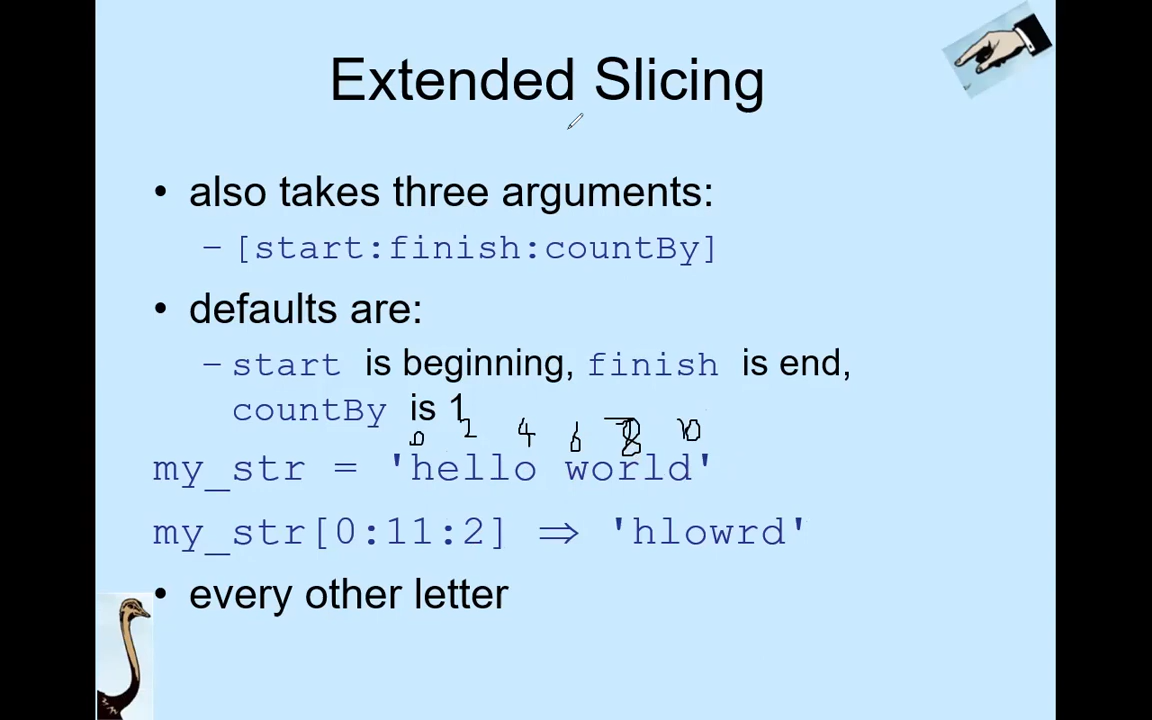 Extended Slicing
• also takes three arguments:
– [start:finish:countBy]
• defaults are:
– start is beginning, finish is end,
countBy is 1
0 2 4 6 8 10
my_str = 'hello world'
my_str[0:11:2] ⇒ 'hlowrd'
• every other letter